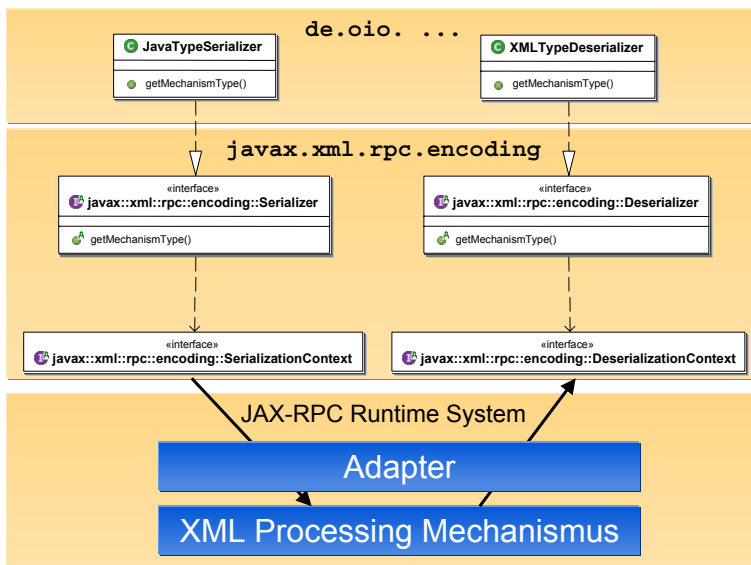 de.oio. ...
C JavaTypeSerializer
getMechanismType()
C XMLTypeDeserializer
getMechanismType()
javax.xml.rpc.encoding
«interface»
I A javax::xml::rpc::encoding::Serializer
A getMechanismType()
«interface»
I A javax::xml::rpc::encoding::Deserializer
A getMechanismType()
«interface»
I A javax::xml::rpc::encoding::SerializationContext
«interface»
I A javax::xml::rpc::encoding::DeserializationContext
JAX-RPC Runtime System
Adapter
XML Processing Mechanismus